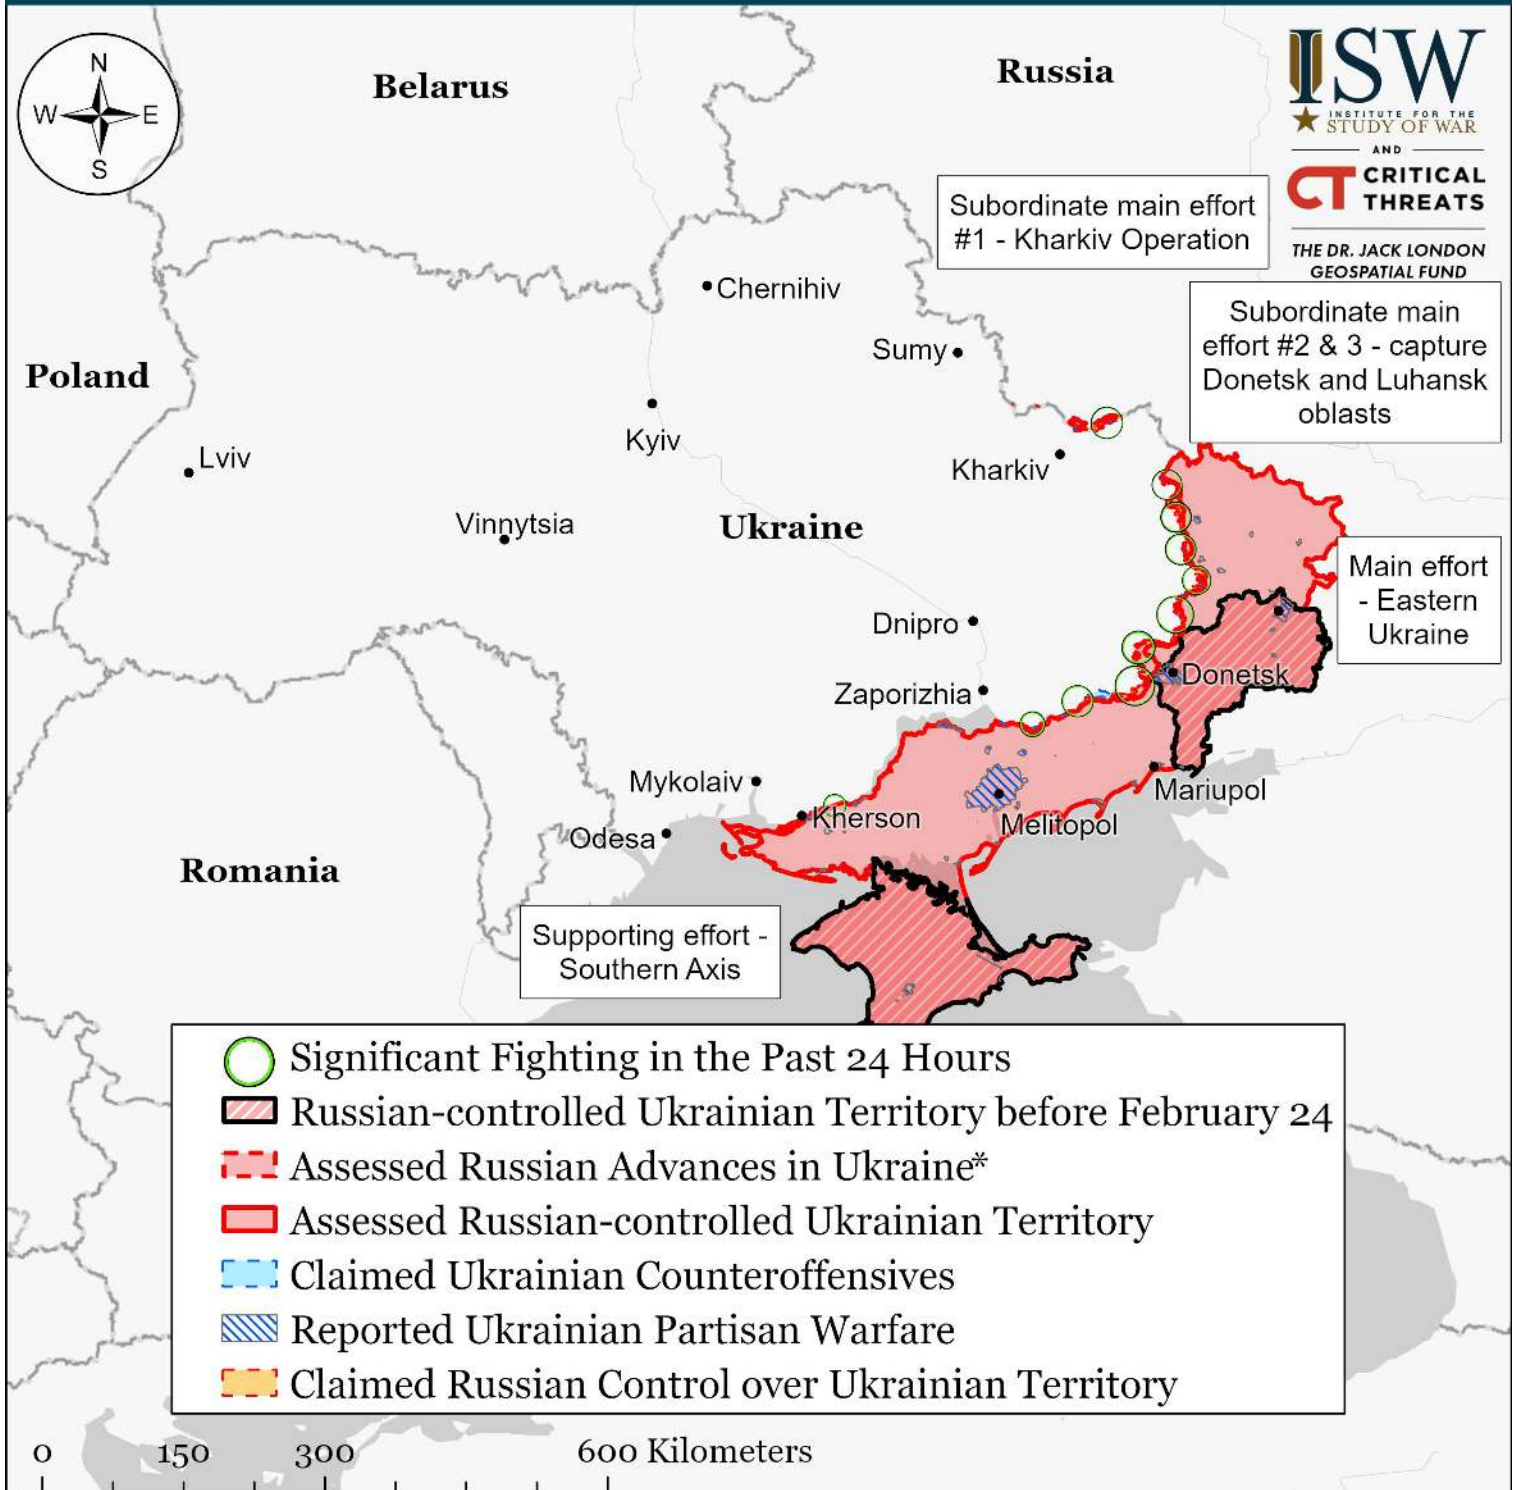 N
W E
S
Belarus
Russia
ISW
INSTITUTE FOR THE
STUDY OF WAR
AND
CT CRITICAL
THREATS
THE DR. JACK LONDON
GEOSPATIAL FUND
Subordinate main effort
#1 - Kharkiv Operation
Subordinate main
effort #2 & 3 - capture
Donetsk and Luhansk
oblasts
Chernihiv
Sumy
Poland
Kyiv
Lviv
Kharkiv
Vinnytsia
Ukraine
Main effort
- Eastern
Ukraine
Dnipro
Donetsk
Zaporizhia
Mykolaiv
Mariupol
Kherson
Melitopol
Odesa
Romania
Supporting effort -
Southern Axis
Significant Fighting in the Past 24 Hours
Russian-controlled Ukrainian Territory before February 24
Assessed Russian Advances in Ukraine*
Assessed Russian-controlled Ukrainian Territory
Claimed Ukrainian Counteroffensives
Reported Ukrainian Partisan Warfare
Claimed Russian Control over Ukrainian Territory
0 150 300 600 Kilometers